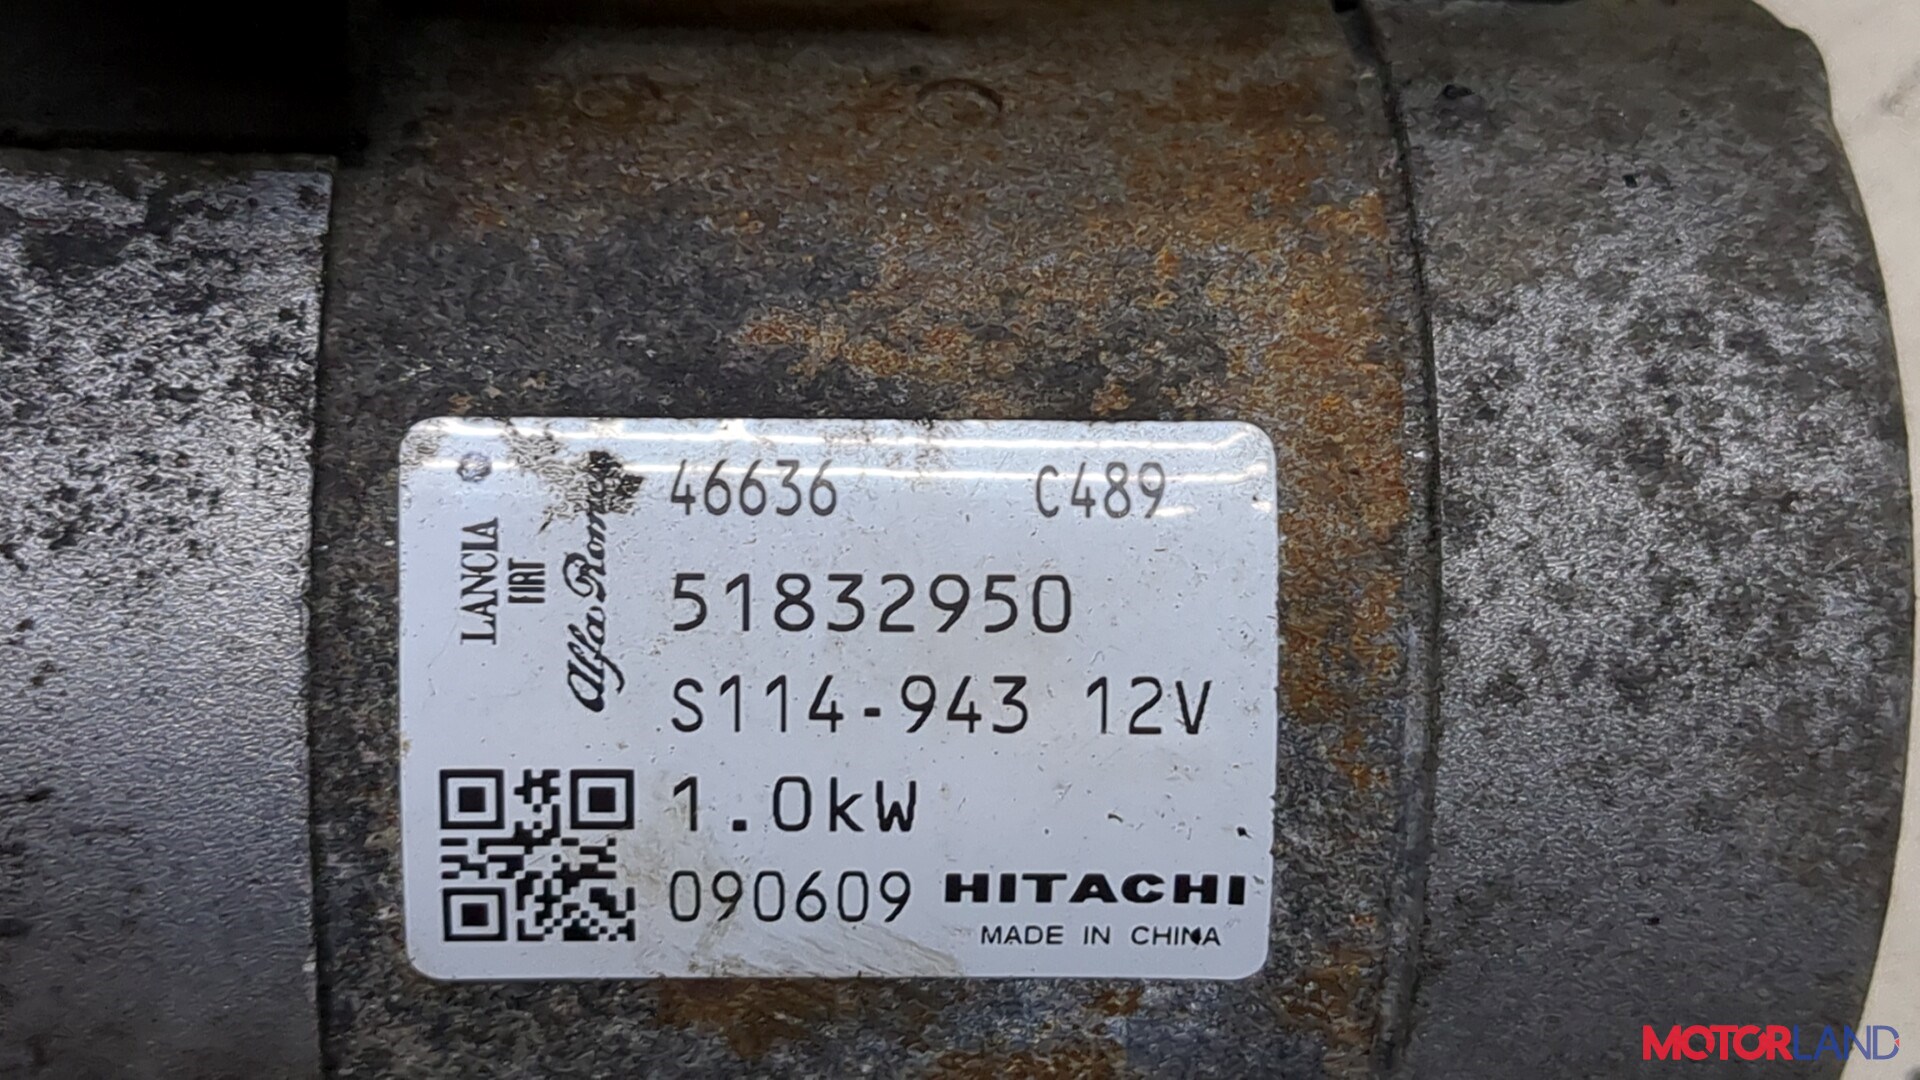 LANCIA
FIAT
Alfa Romeo
46636 C489
51832950
S114-943 12V
1.0kW
090609 HITACHI
MADE IN CHINA
MOTORLAND